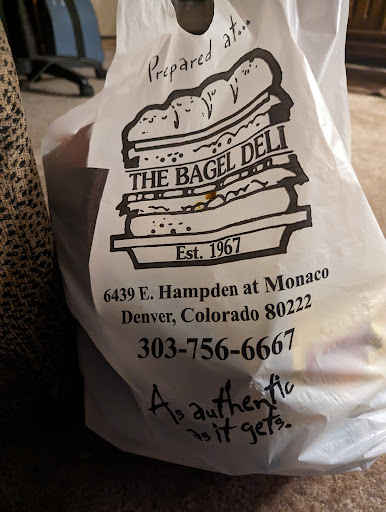 Prepared at...
THE BAGEL DELI
Est. 1967
6439 E. Hampden at Monaco
Denver, Colorado 80222
303-756-6667
As authentic
as it gets.